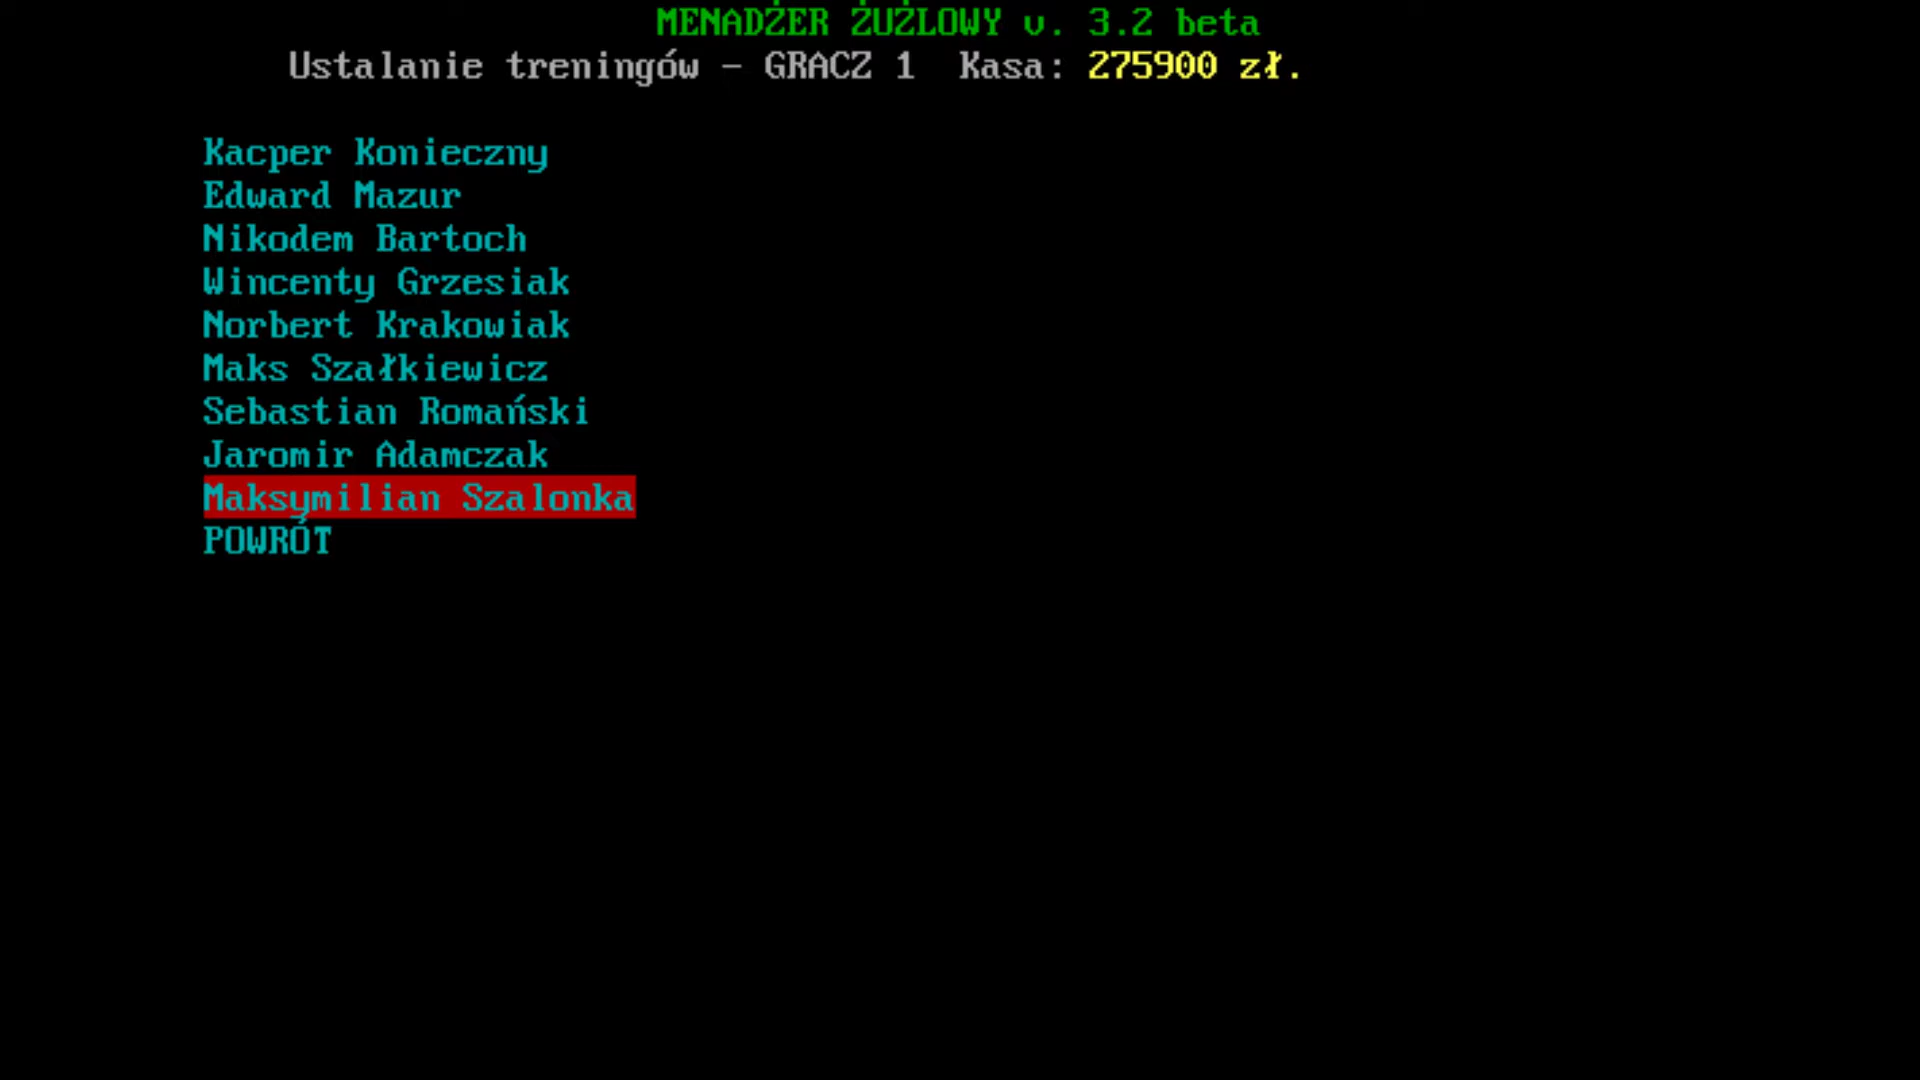 MENADŻER ŻUŻLOWY v. 3.2 beta
Ustalanie treningów - GRACZ 1 Kasa: 275900 zł.
Kacper Konieczny
Edward Mazur
Nikodem Bartoch
Wincenty Grzesiak
Norbert Krakowiak
Maks Szałkiewicz
Sebastian Romański
Jaromir Adamczak
Maksymilian Szalonka
POWRÓT